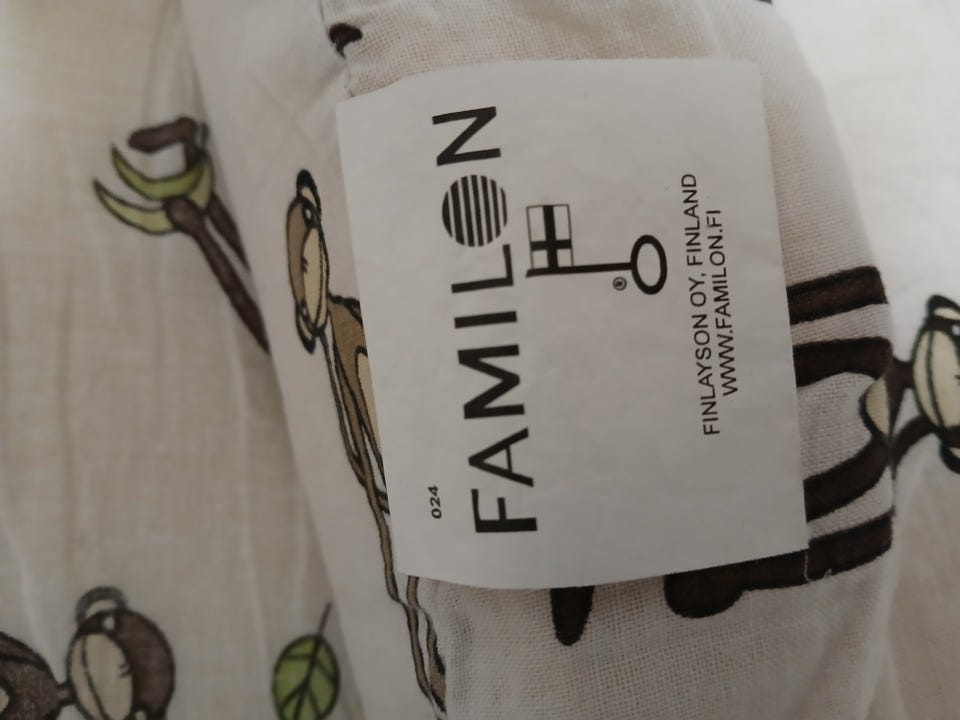 024
FAMILON
®
FINLAYSON OY, FINLAND
WWW.FAMILON.FI